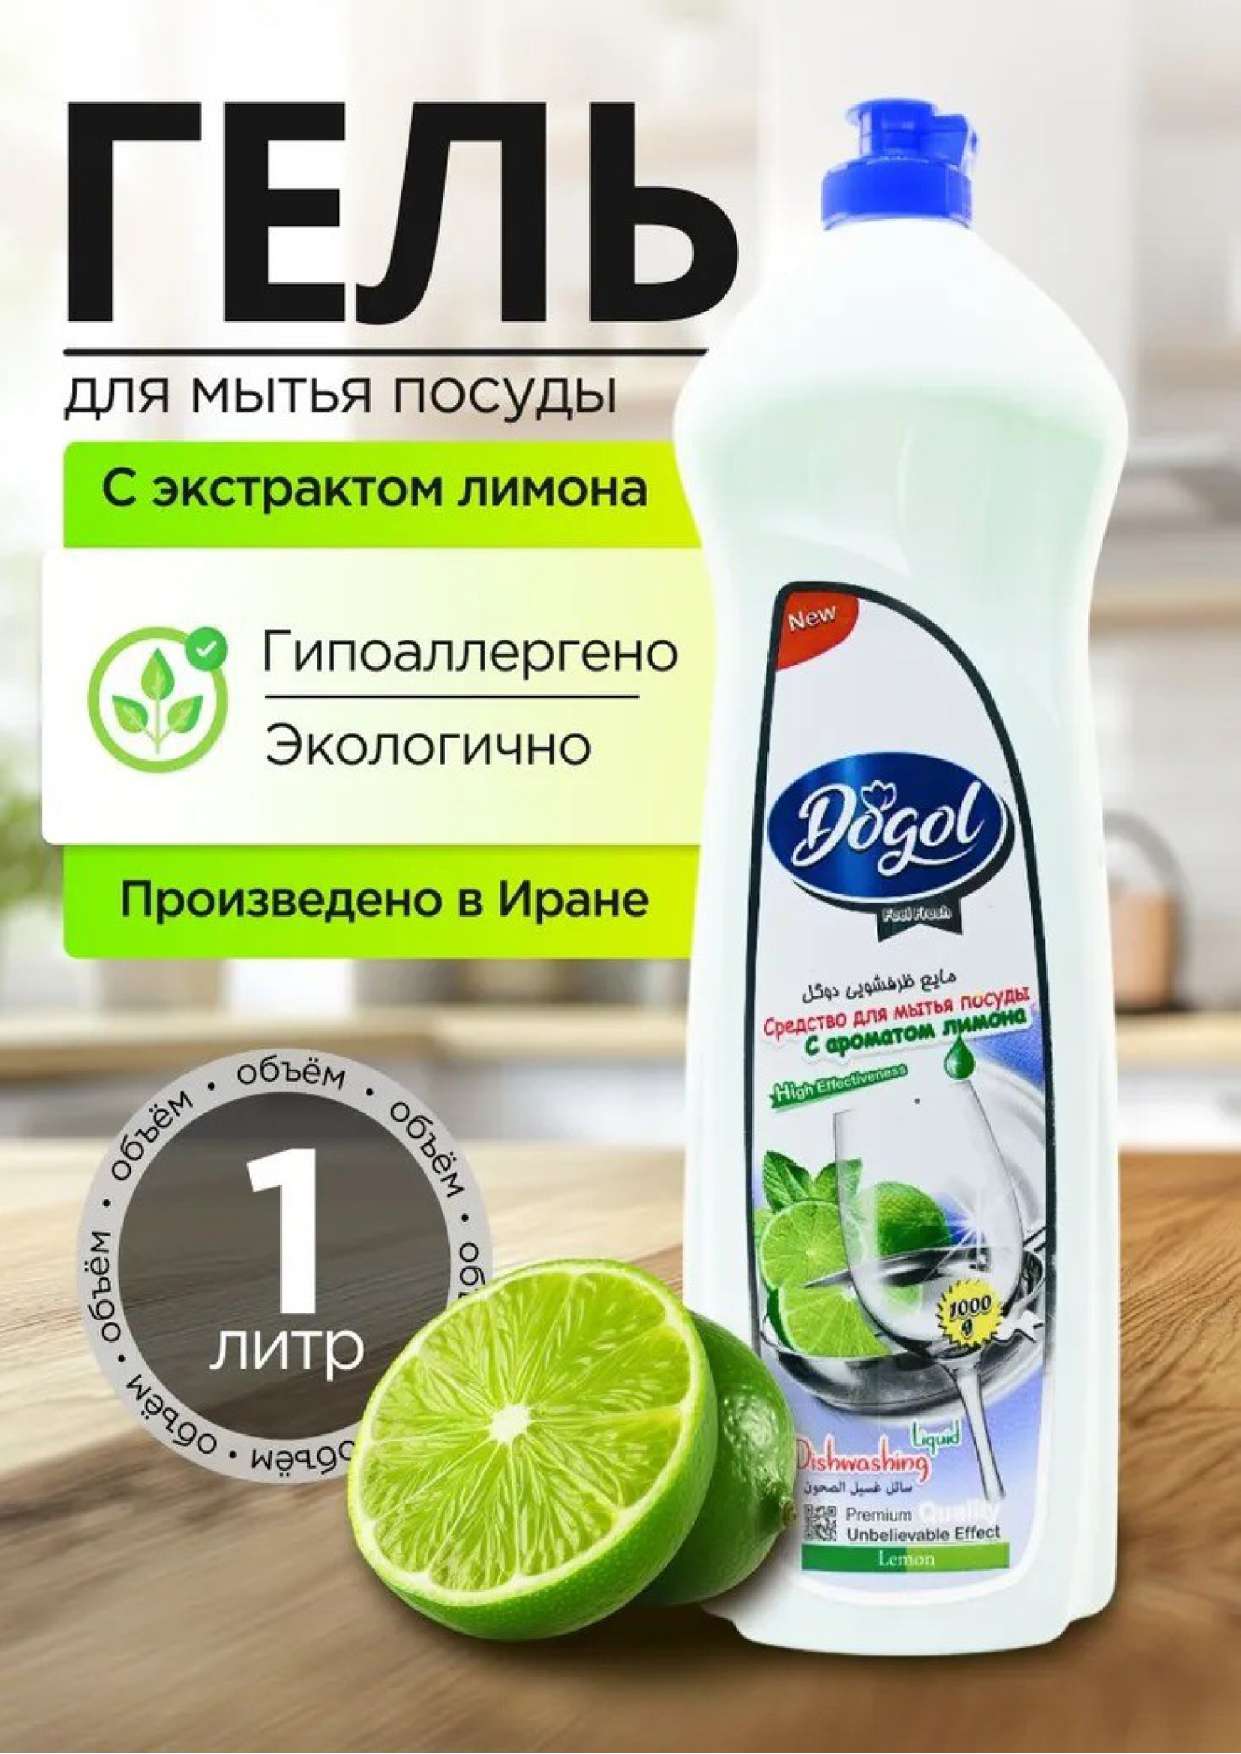 ГЕЛЬ
для мытья посуды
С экстрактом лимона
Гипоаллергено
Экологично
Произведено в Иране
объём • объём • объём • объём • объём • объём
1
литр
New
Dogol
Feel Fresh
مایع ظرفشویی دوگل
Средство для мытья посуды
С ароматом лимона
High Effectiveness
1000
g
Liquid
Dishwashing
سائل غسيل الصحون
Premium Quality
Unbelievable Effect
Lemon